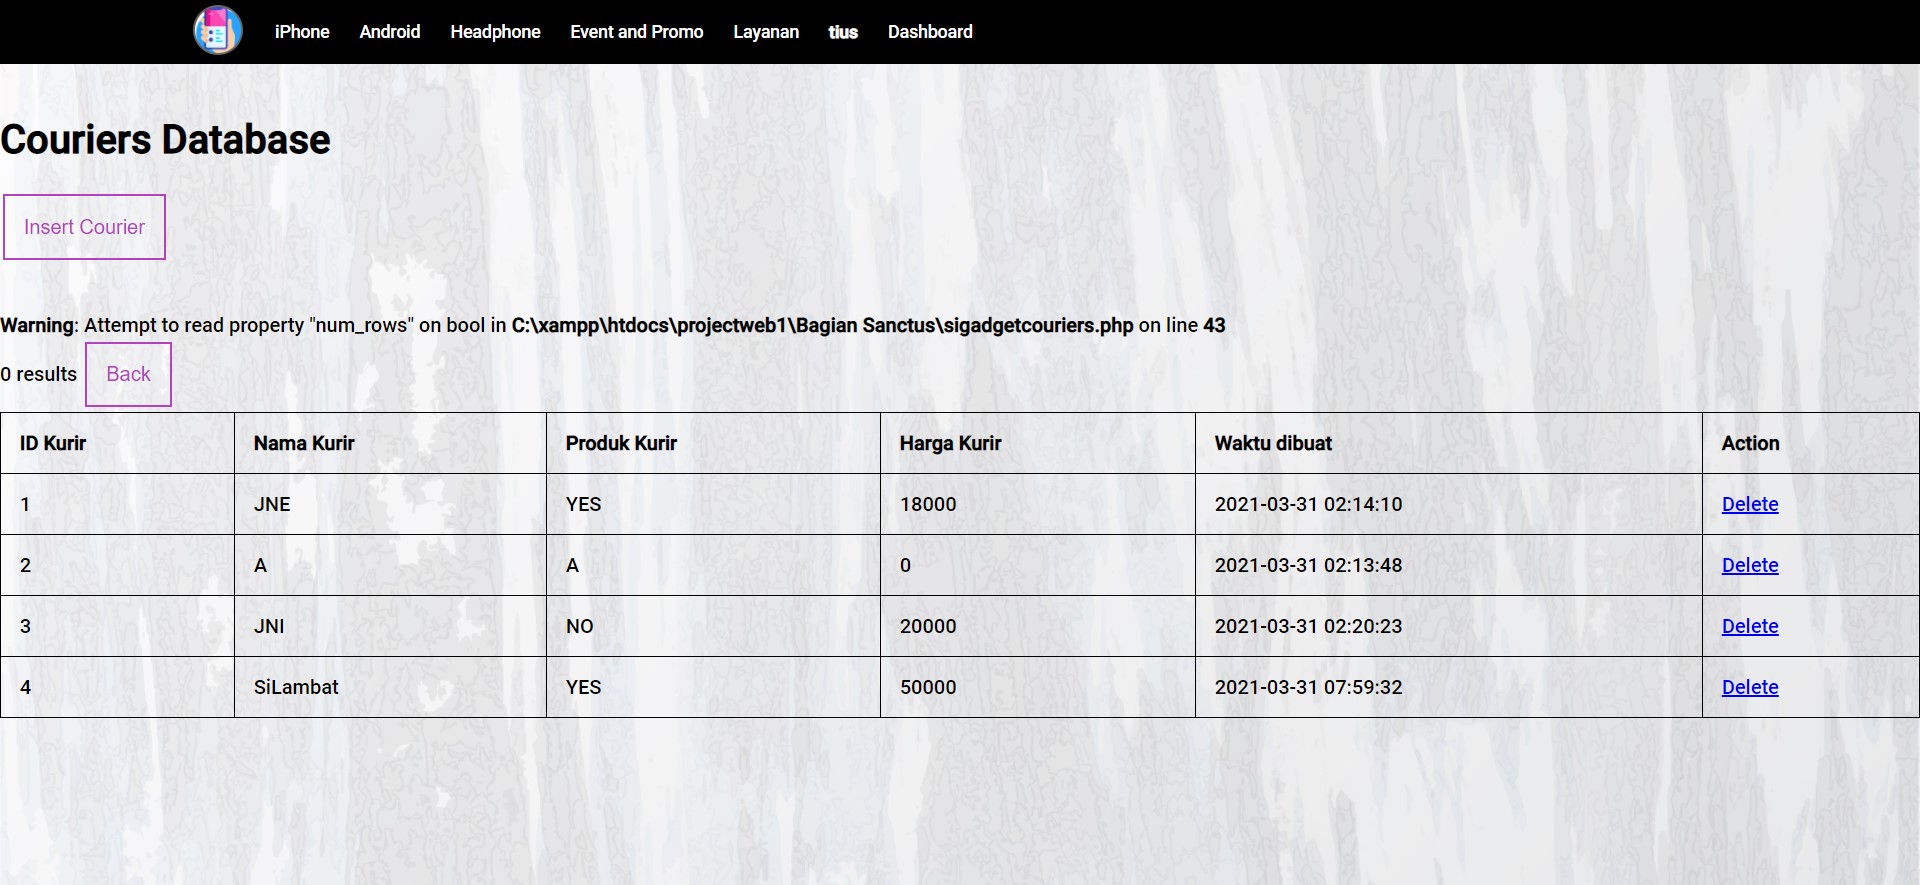 iPhone Android Headphone Event and Promo Layanan tius Dashboard
Couriers Database
Insert Courier
Warning: Attempt to read property "num_rows" on bool in C:\xampp\htdocs\projectweb1\Bagian Sanctus\sigadgetcouriers.php on line 43
0 results Back
ID Kurir Nama Kurir Produk Kurir Harga Kurir Waktu dibuat Action
1 JNE YES 18000 2021-03-31 02:14:10 Delete
2 A A 0 2021-03-31 02:13:48 Delete
3 JNI NO 20000 2021-03-31 02:20:23 Delete
4 SiLambat YES 50000 2021-03-31 07:59:32 Delete